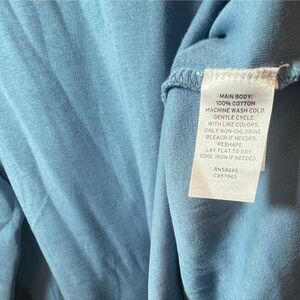 MAIN BODY:
100% COTTON
MACHINE WASH COLD.
GENTLE CYCLE.
WITH LIKE COLORS.
ONLY NON-CHLORINE
BLEACH IF NEEDED.
RESHAPE.
LAY FLAT TO DRY.
COOL IRON IF NEEDED.
RN58665
CA57963